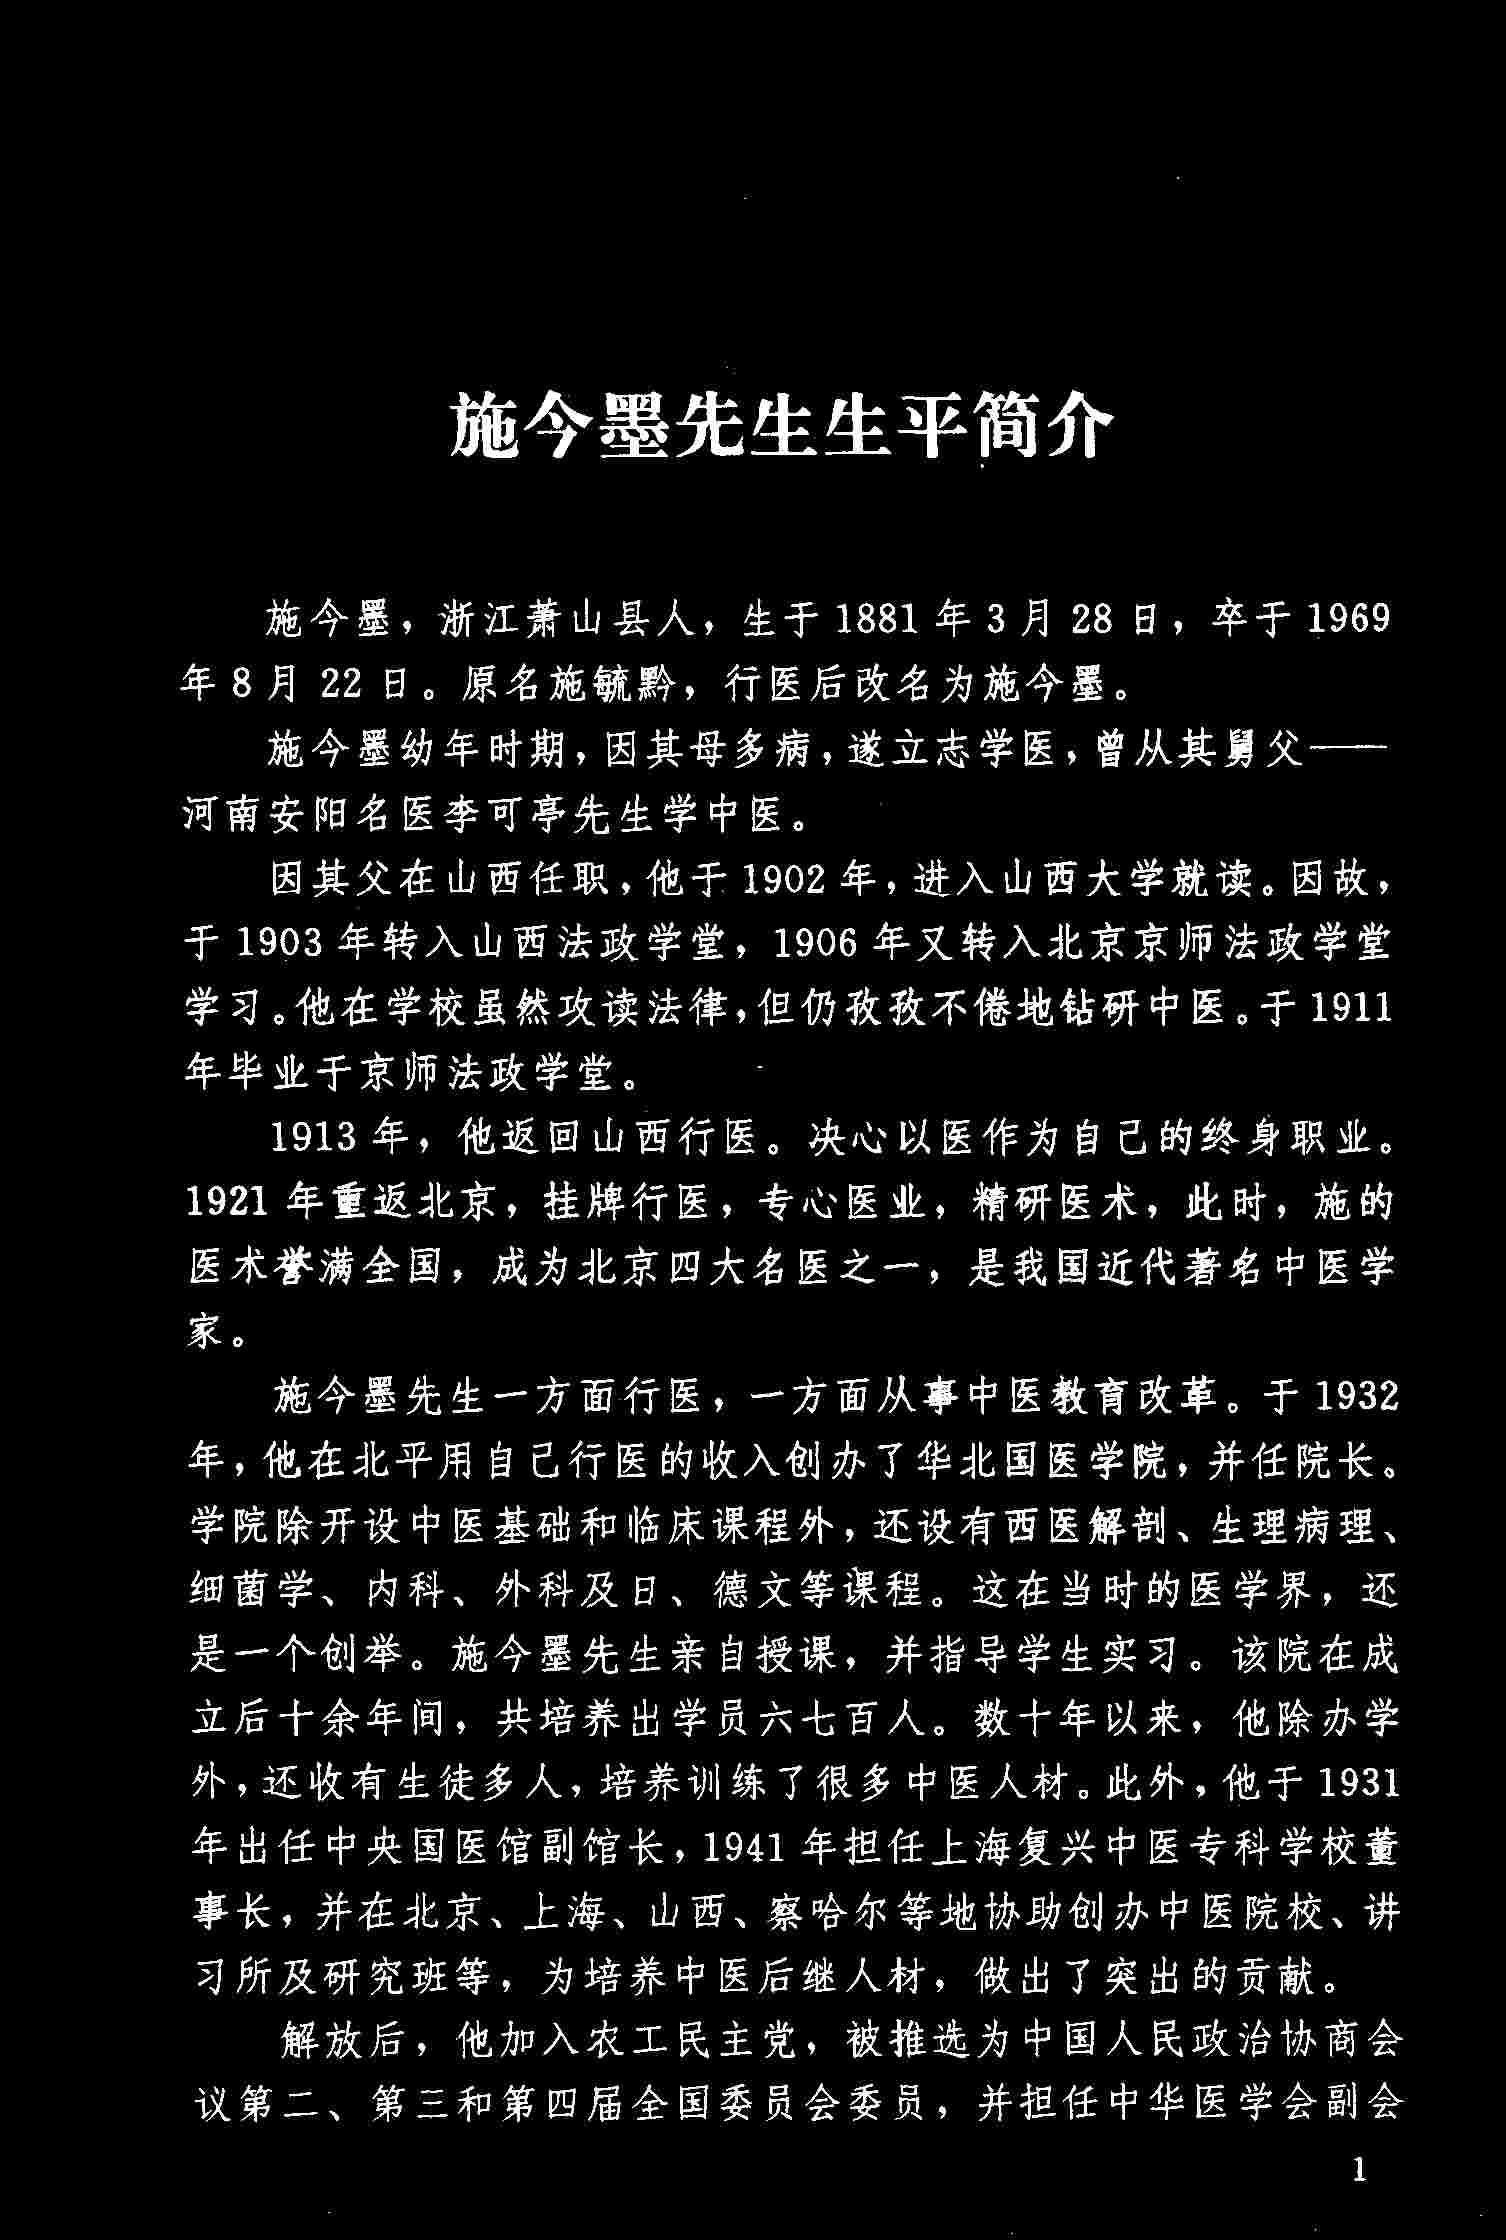 施今墨先生生平简介
施今墨，浙江萧山县人，生于1881年3月28日，卒于1969
年8月22日。原名施毓黔，行医后改名为施今墨。
施今墨幼年时期，因其母多病，遂立志学医，曾从其舅父——
河南安阳名医李可亭先生学中医。
因其父在山西任职，他于1902年，进入山西大学就读。因故，
于1903年转入山西法政学堂，1906年又转入北京京师法政学堂
学习。他在学校虽然攻读法律，但仍孜孜不倦地钻研中医。于1911
年毕业于京师法政学堂。
1913年，他返回山西行医。决心以医作为自己的终身职业。
1921年重返北京，挂牌行医，专心医业，精研医术，此时，施的
医术誉满全国，成为北京四大名医之一，是我国近代著名中医学
家。
施今墨先生一方面行医，一方面从事中医教育改革。于1932
年，他在北平用自己行医的收入创办了华北国医学院，并任院长。
学院除开设中医基础和临床课程外，还设有西医解剖、生理病理、
细菌学、内科、外科及日、德文等课程。这在当时的医学界，还
是一个创举。施今墨先生亲自授课，并指导学生实习。该院在成
立后十余年间，共培养出学员六七百人。数十年以来，他除办学
外，还收有生徒多人，培养训练了很多中医人材。此外，他于1931
年出任中央国医馆副馆长，1941年担任上海复兴中医专科学校董
事长，并在北京、上海、山西、察哈尔等地协助创办中医院校、讲
习所及研究班等，为培养中医后继人材，做出了突出的贡献。
解放后，他加入农工民主党，被推选为中国人民政治协商会
议第二、第三和第四届全国委员会委员，并担任中华医学会副会
1